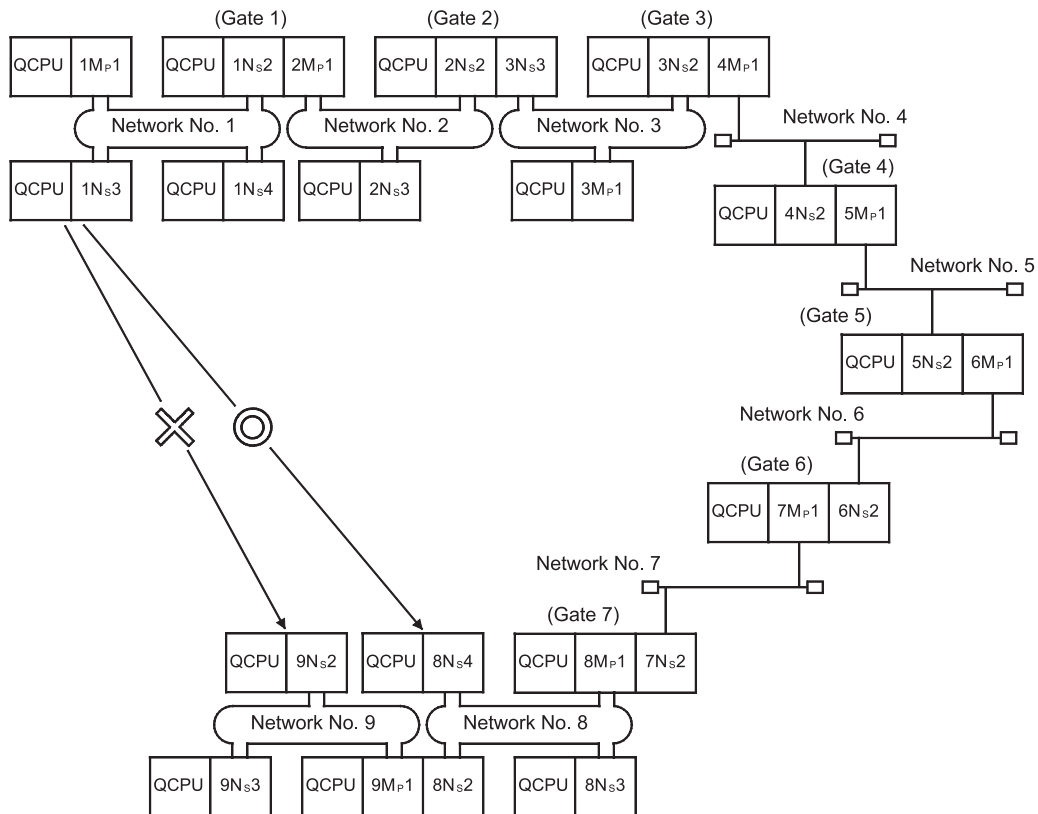 (Gate 1) (Gate 2) (Gate 3)
QCPU 1MP1 QCPU 1NS2 2MP1 QCPU 2NS2 3NS3 QCPU 3NS2 4MP1
Network No. 1 Network No. 2 Network No. 3 Network No. 4
QCPU 1NS3 QCPU 1NS4 QCPU 2NS3 QCPU 3MP1
(Gate 4)
QCPU 4NS2 5MP1
Network No. 5
(Gate 5)
QCPU 5NS2 6MP1
Network No. 6
(Gate 6)
QCPU 7MP1 6NS2
Network No. 7
(Gate 7)
QCPU 9NS2 QCPU 8NS4 QCPU 8MP1 7NS2
Network No. 9 Network No. 8
QCPU 9NS3 QCPU 9MP1 8NS2 QCPU 8NS3